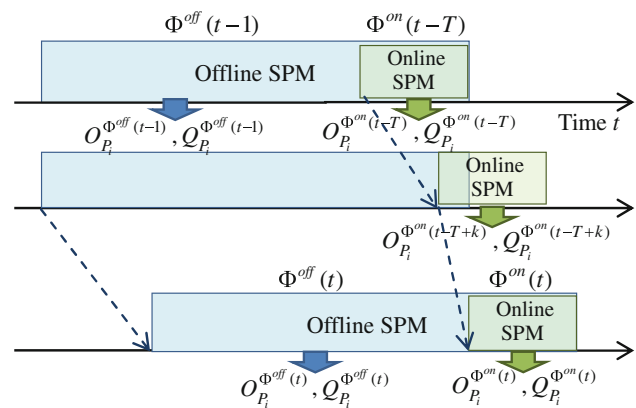 Φ^{off}(t−1) Φ^{on}(t−T)
Offline SPM
Online
SPM
Time t
O_{P_i}^{Φ^{off}(t−1)}, Q_{P_i}^{Φ^{off}(t−1)}
O_{P_i}^{Φ^{on}(t−T)}, Q_{P_i}^{Φ^{on}(t−T)}
Online
SPM
O_{P_i}^{Φ^{on}(t−T+k)}, Q_{P_i}^{Φ^{on}(t−T+k)}
Φ^{off}(t) Φ^{on}(t)
Offline SPM
Online
SPM
O_{P_i}^{Φ^{off}(t)}, Q_{P_i}^{Φ^{off}(t)}
O_{P_i}^{Φ^{on}(t)}, Q_{P_i}^{Φ^{on}(t)}